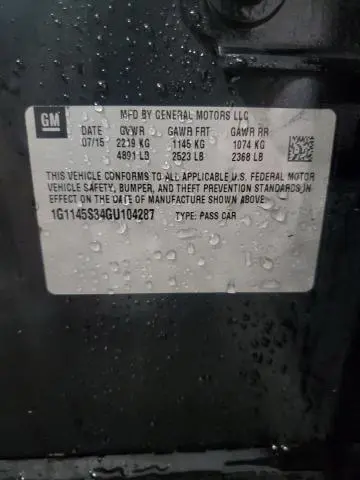 GM
MFD BY GENERAL MOTORS LLC
DATE GVWR GAWR FRT GAWR RR
07/15 2219 KG 1145 KG 1074 KG
4891 LB 2523 LB 2368 LB
THIS VEHICLE CONFORMS TO ALL APPLICABLE U.S. FEDERAL MOTOR
VEHICLE SAFETY, BUMPER, AND THEFT PREVENTION STANDARDS IN
EFFECT ON THE DATE OF MANUFACTURE SHOWN ABOVE.
1G1145S34GU104287 TYPE: PASS CAR